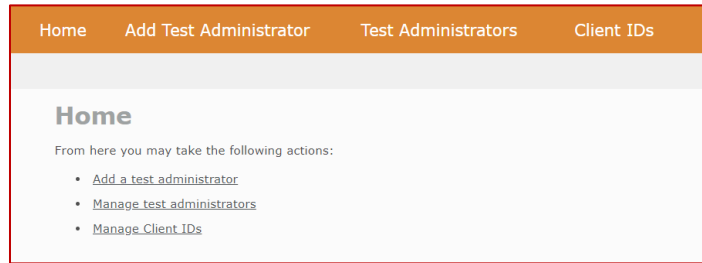 Home Add Test Administrator Test Administrators Client IDs
Home
From here you may take the following actions:
• Add a test administrator
• Manage test administrators
• Manage Client IDs